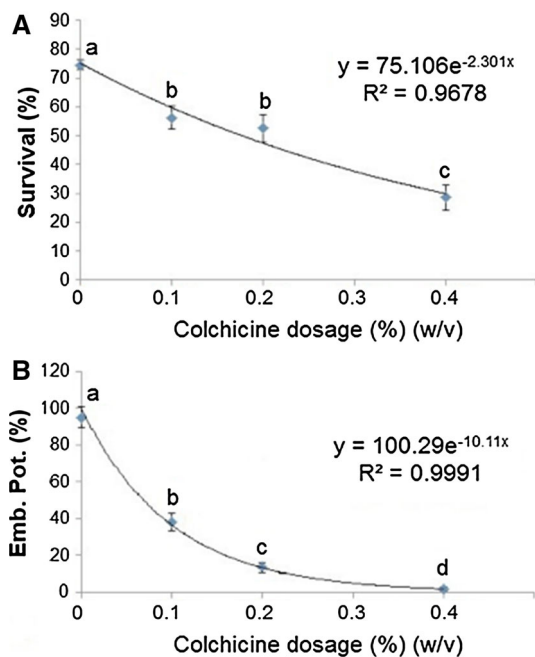 A
90
80
70
60
50
40
30
20
10
0
Survival (%)
a
b
b
c
y = 75.106e^-2.301x
R² = 0.9678
0 0.1 0.2 0.3 0.4
Colchicine dosage (%) (w/v)
B
120
100
80
60
40
20
0
Emb. Pot. (%)
a
b
c
d
y = 100.29e^-10.11x
R² = 0.9991
0 0.1 0.2 0.3 0.4
Colchicine dosage (%) (w/v)